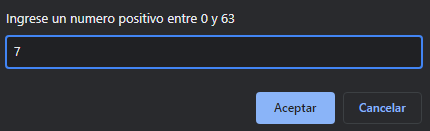 Ingrese un numero positivo entre 0 y 63
7
Aceptar Cancelar